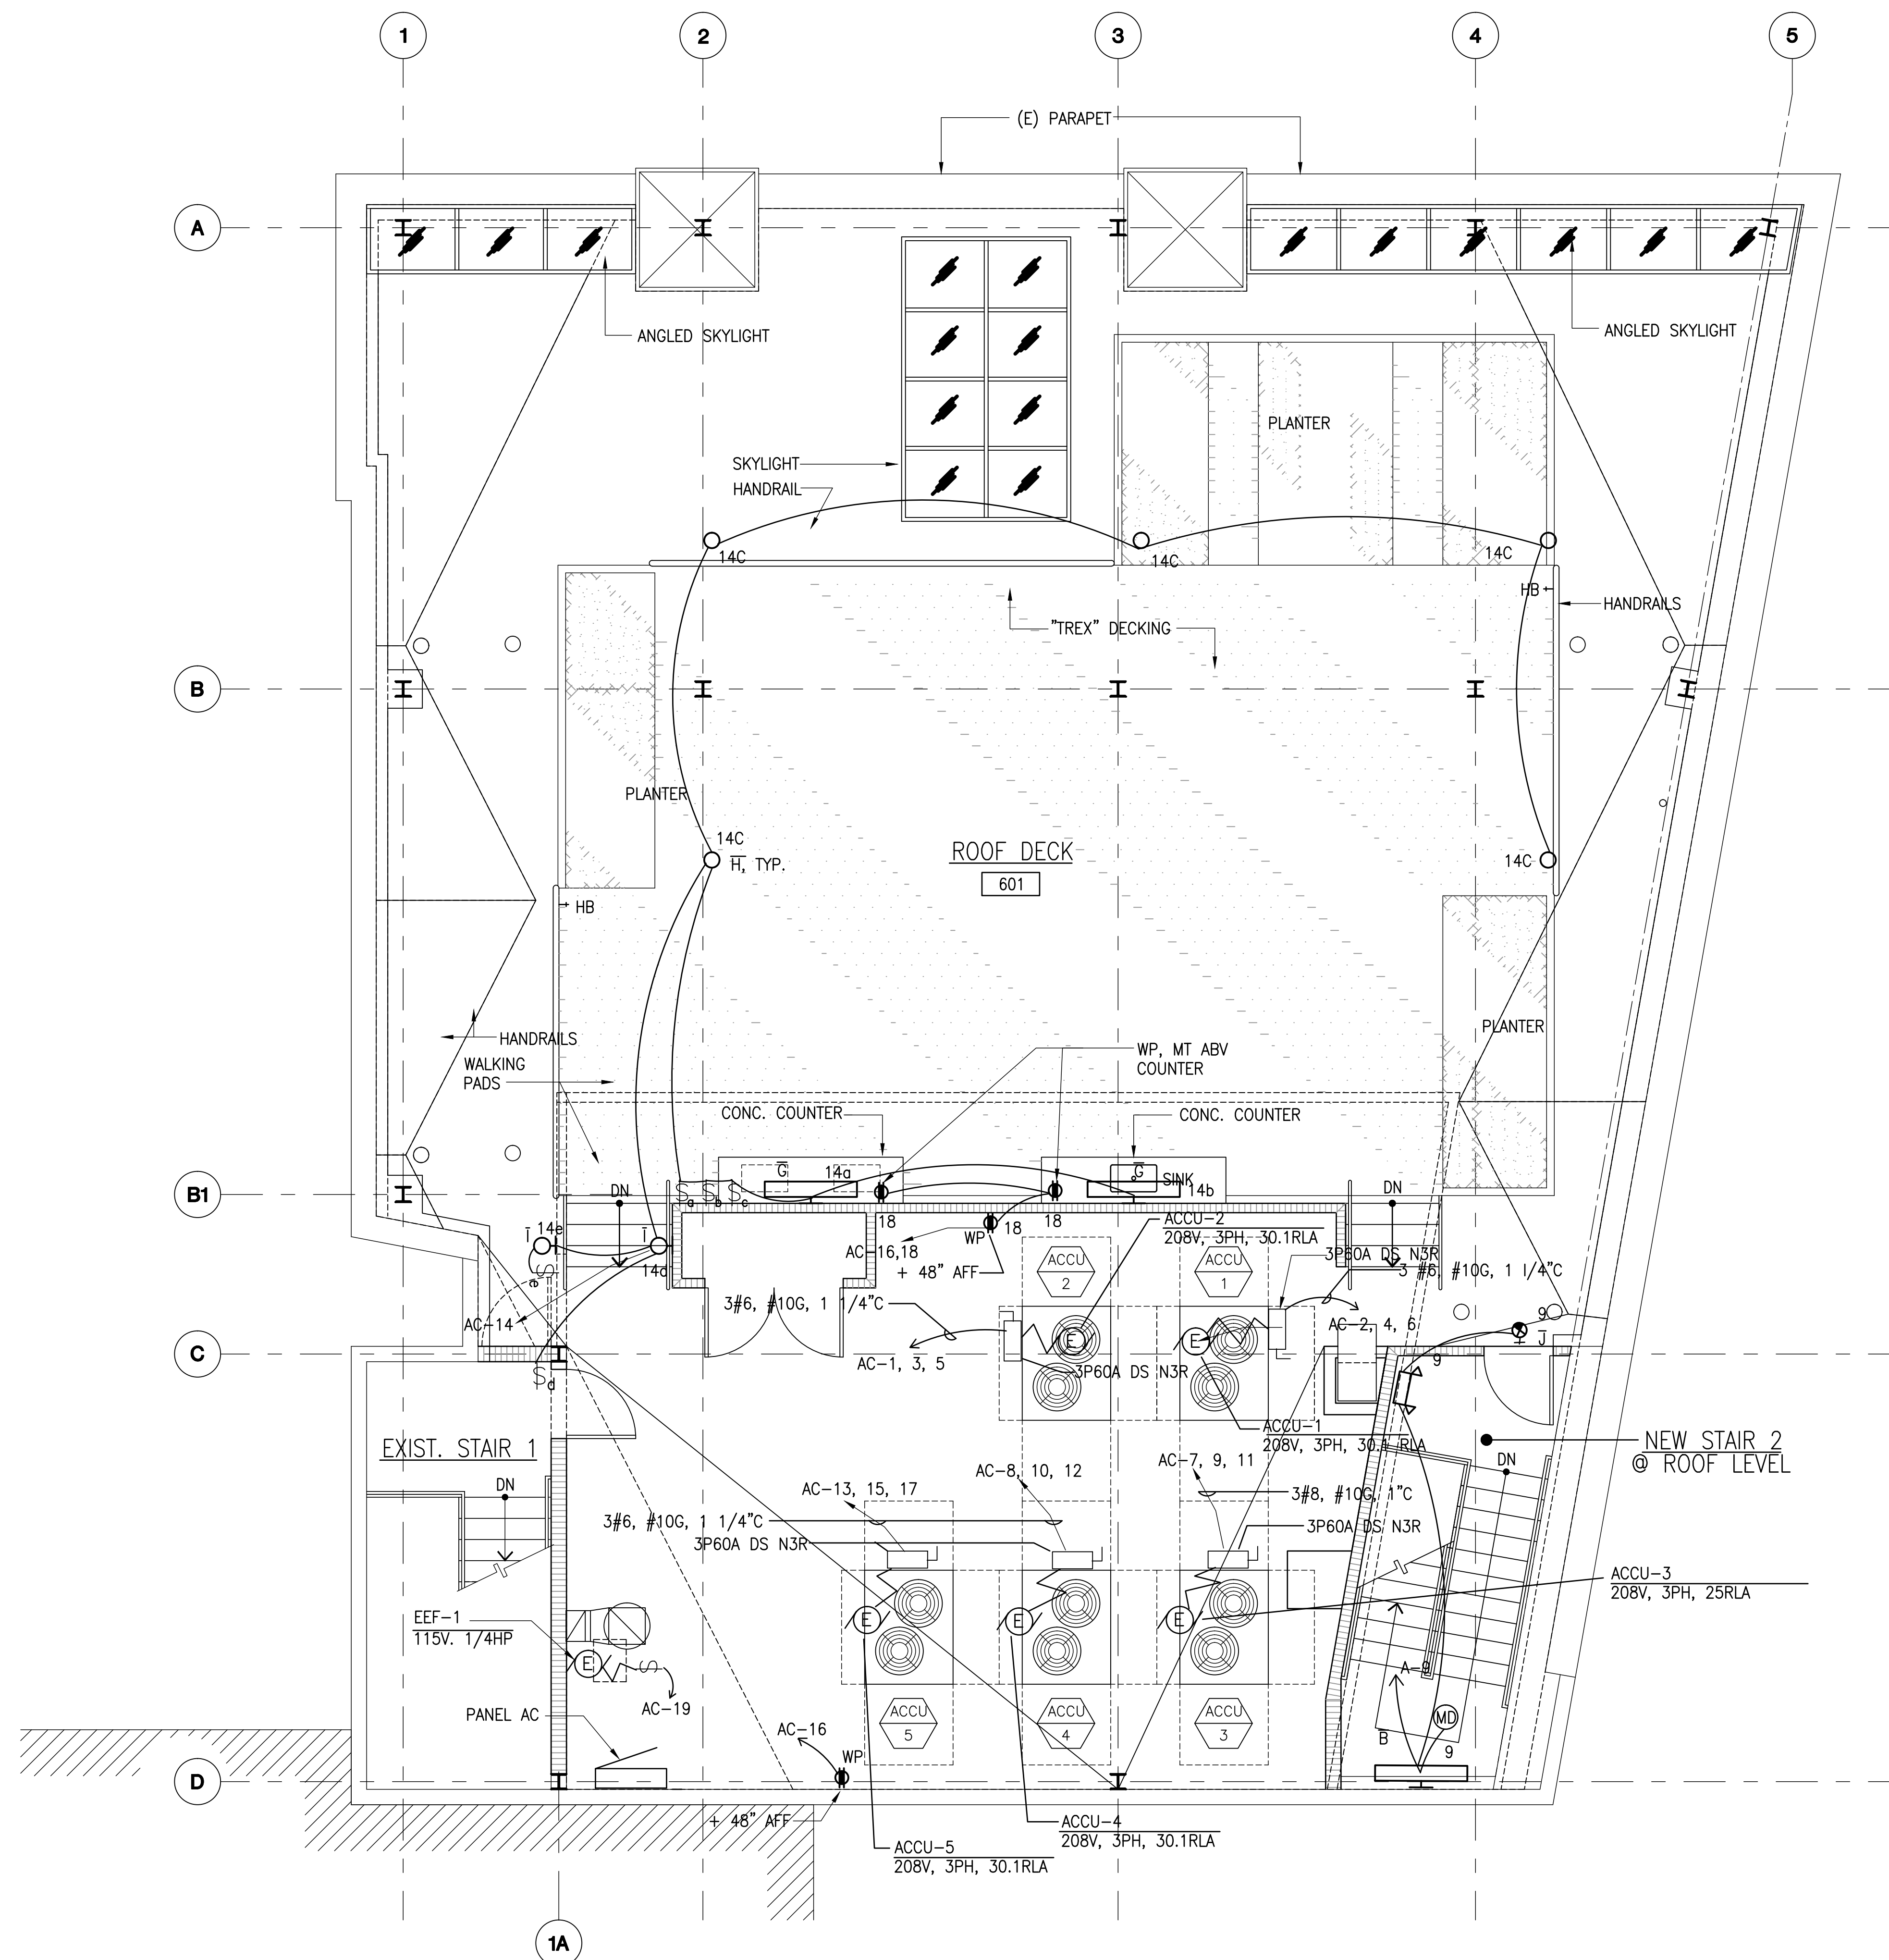 1
2
3
4
5
(E) PARAPET
A
ANGLED SKYLIGHT
ANGLED SKYLIGHT
PLANTER
SKYLIGHT
HANDRAIL
14C
14C
14C
HB
HANDRAILS
"TREX" DECKING
B
PLANTER
14C
H, TYP.
ROOF DECK
601
14C
HB
HANDRAILS
WALKING
PADS
PLANTER
WP, MT ABV
COUNTER
CONC. COUNTER
CONC. COUNTER
B1
DN
G
14a
G
SINK
14b
DN
Sa Sb Sc
I
14e
I
14d
Se
18
18
18
WP
AC-16,18
+ 48" AFF
ACCU-2
208V, 3PH, 30.1RLA
3P60A DS N3R
3 #6, #10G, 1 1/4"C
ACCU
2
ACCU
1
3#6, #10G, 1 1/4"C
AC-14
AC-2, 4, 6
9
J
C
AC-1, 3, 5
E
E
3P60A DS N3R
9
Sd
EXIST. STAIR 1
ACCU-1
208V, 3PH, 30.1 RLA
NEW STAIR 2
@ ROOF LEVEL
DN
DN
AC-13, 15, 17
AC-8, 10, 12
AC-7, 9, 11
3#6, #10G, 1 1/4"C
3#8, #10G, 1"C
3P60A DS N3R
3P60A DS N3R
ACCU-3
208V, 3PH, 25RLA
EEF-1
115V. 1/4HP
E
E
E
E
S
A-9
AC-19
PANEL AC
ACCU
5
ACCU
4
ACCU
3
MD
B
9
AC-16
WP
D
+ 48" AFF
ACCU-4
208V, 3PH, 30.1RLA
ACCU-5
208V, 3PH, 30.1RLA
1A